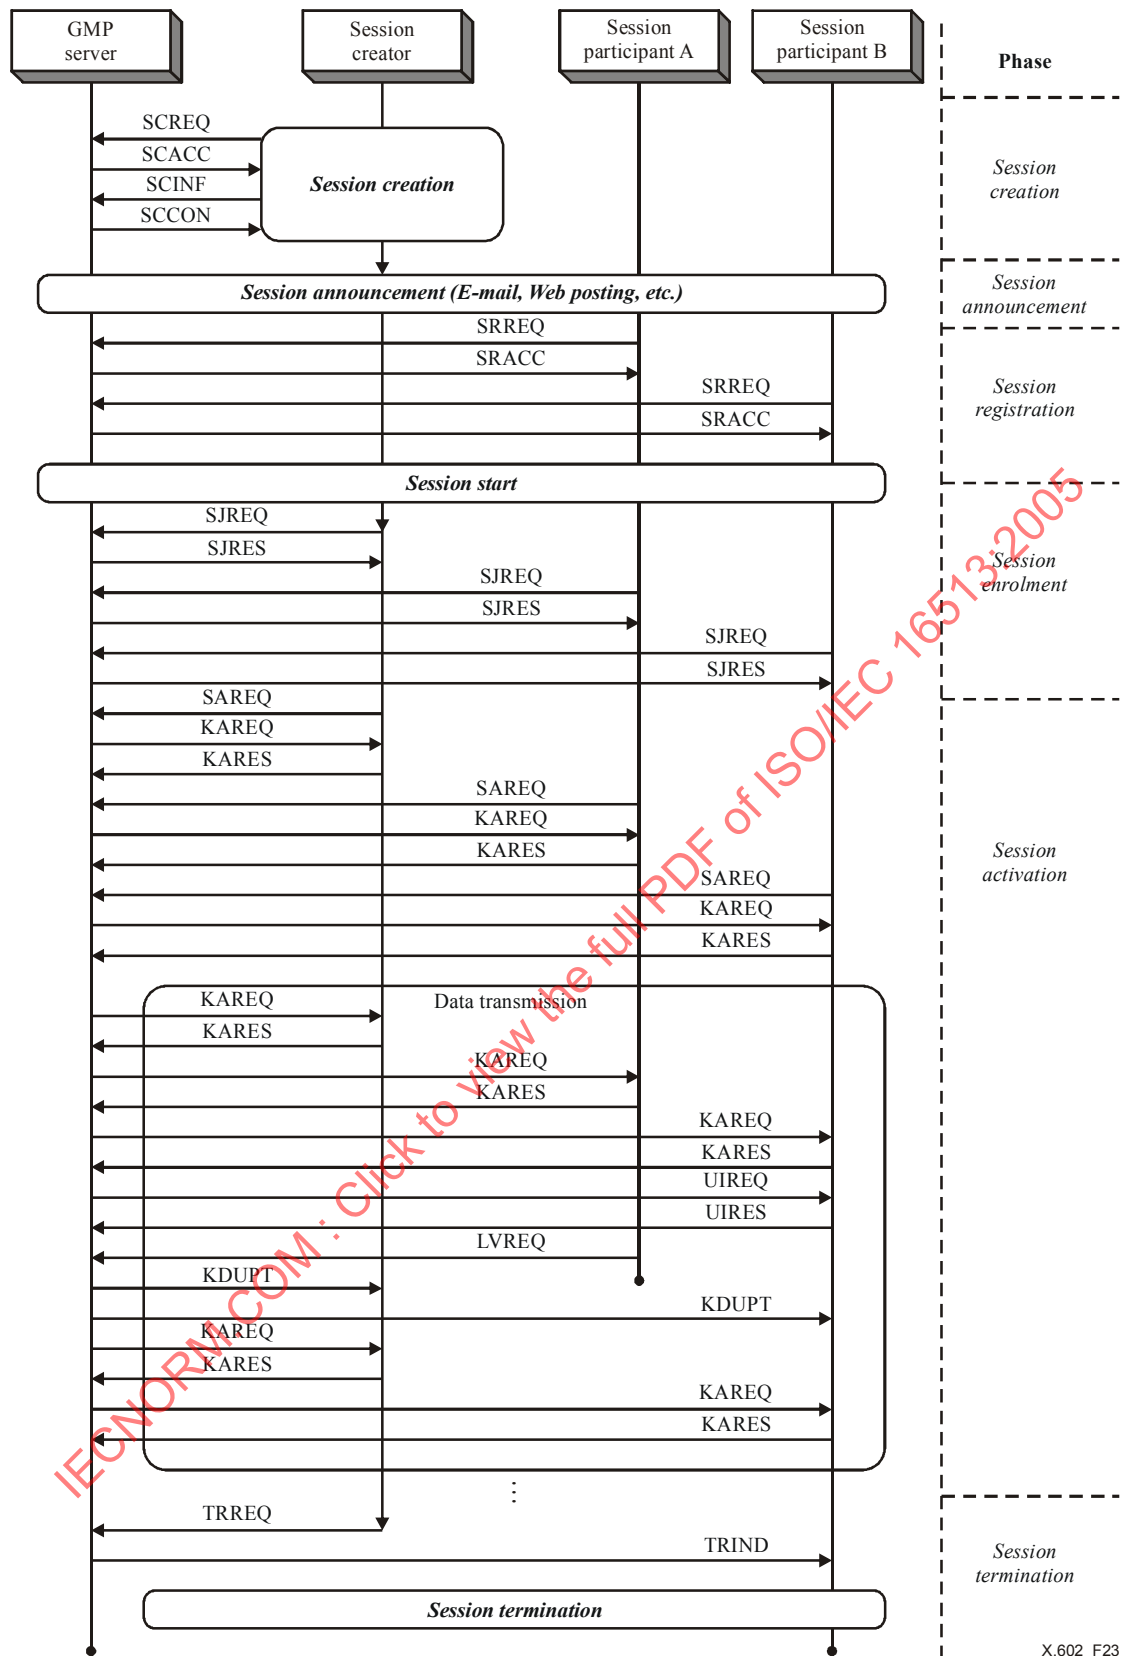 GMP
server
Session
creator
Session
participant A
Session
participant B
Phase
SCREQ
SCACC
SCINF
SCCON
Session creation
Session
creation
Session announcement (E-mail, Web posting, etc.)
Session
announcement
SRREQ
SRACC
SRREQ
SRACC
Session
registration
Session start
SJREQ
SJRES
SJREQ
SJRES
SJREQ
SJRES
Session
enrolment
SAREQ
KAREQ
KARES
SAREQ
KAREQ
KARES
SAREQ
KAREQ
KARES
Session
activation
Data transmission
KAREQ
KARES
KAREQ
KARES
KAREQ
KARES
UIREQ
UIRES
LVREQ
KDUPT
KDUPT
KAREQ
KARES
KAREQ
KARES
TRREQ
TRIND
Session
termination
Session termination
X.602_F23
IECNORM.COM : Click to view the full PDF of ISO/IEC 16513:2005